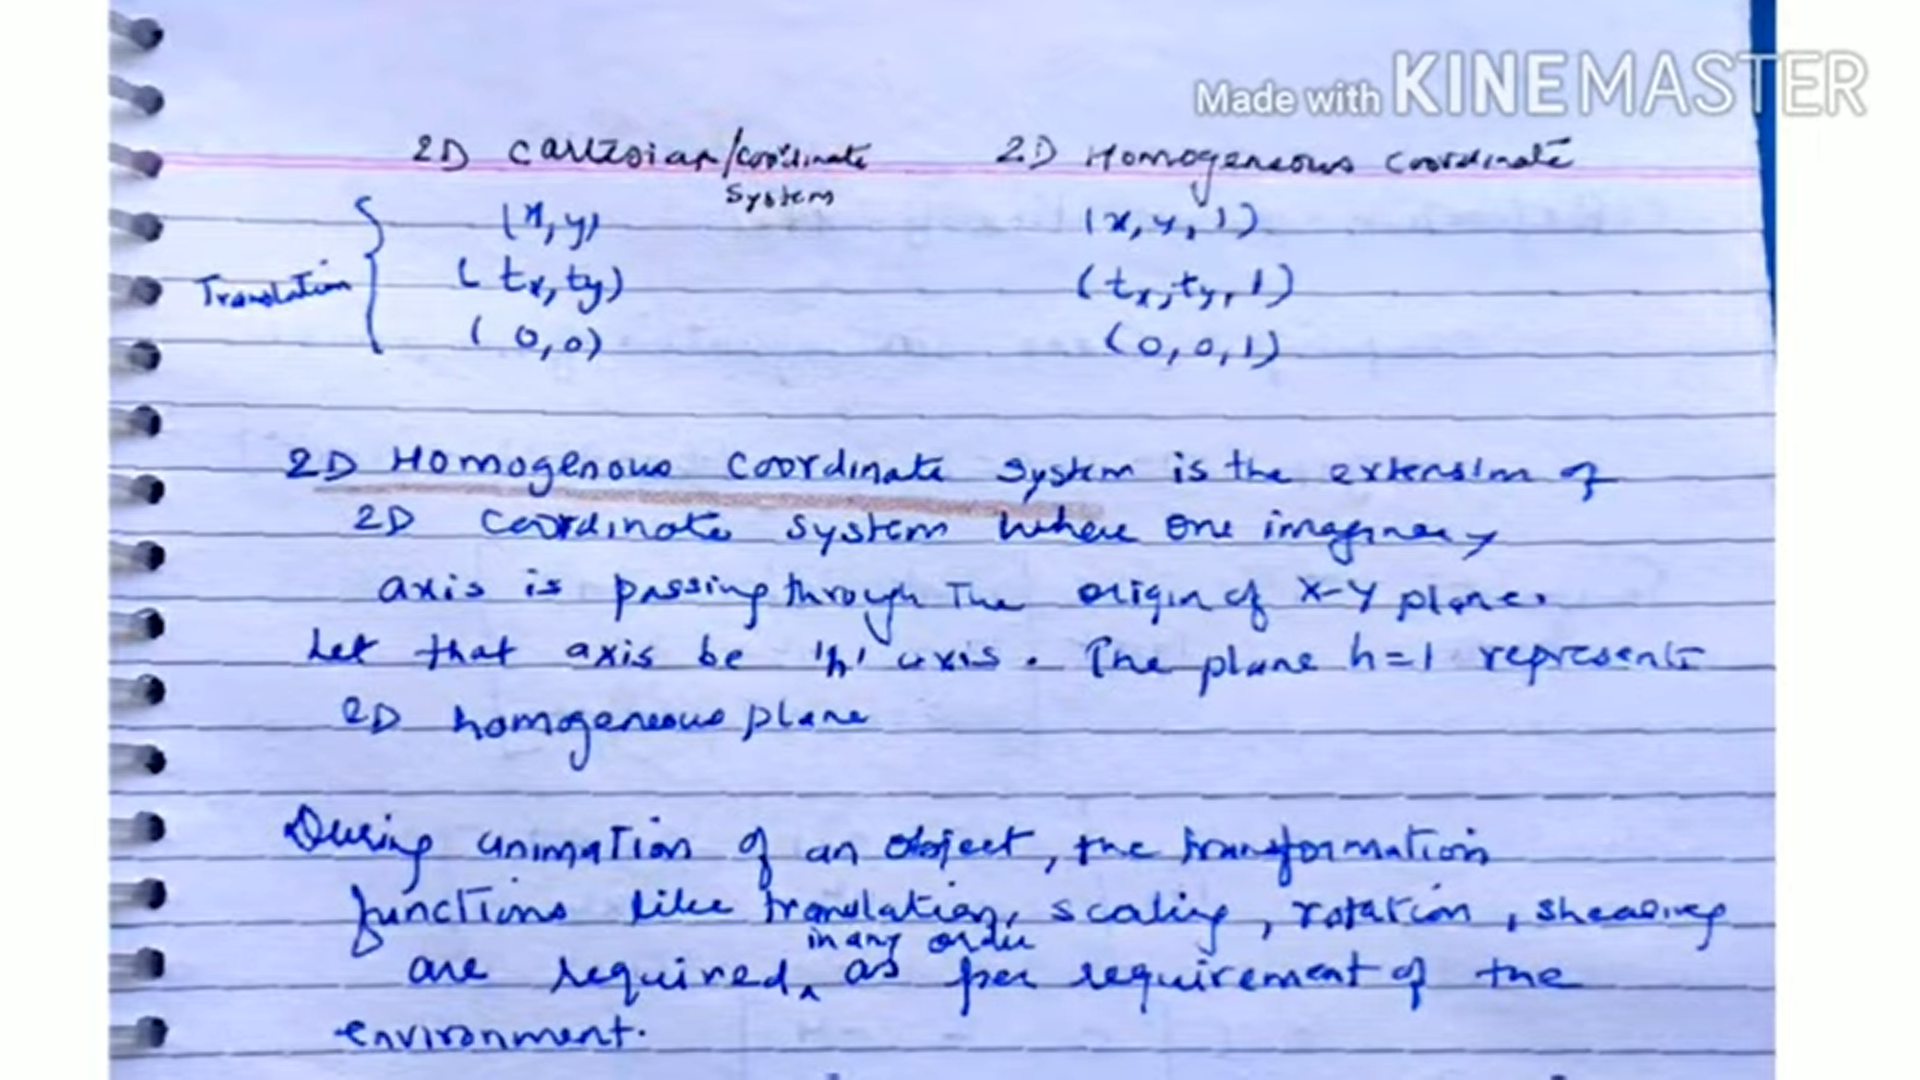 Made with KINEMASTER
2D Cartesian/Coordinate 2D Homogeneous Coordinate
System
(x, y) (x, y, 1)
Translation { (tx, ty) (tx, ty, 1)
(0, 0) (0, 0, 1)
2D Homogenous Coordinate System is the extension of
2D Coordinate System where one imaginary
axis is passing through The origin of X-Y plane.
Let that axis be 'h' axis. The plane h=1 represents
2D homogeneous plane
During animation of an object, the transformation
functions like translation, scaling, rotation, shearing
in any order
are required ^ as per requirement of the
environment.